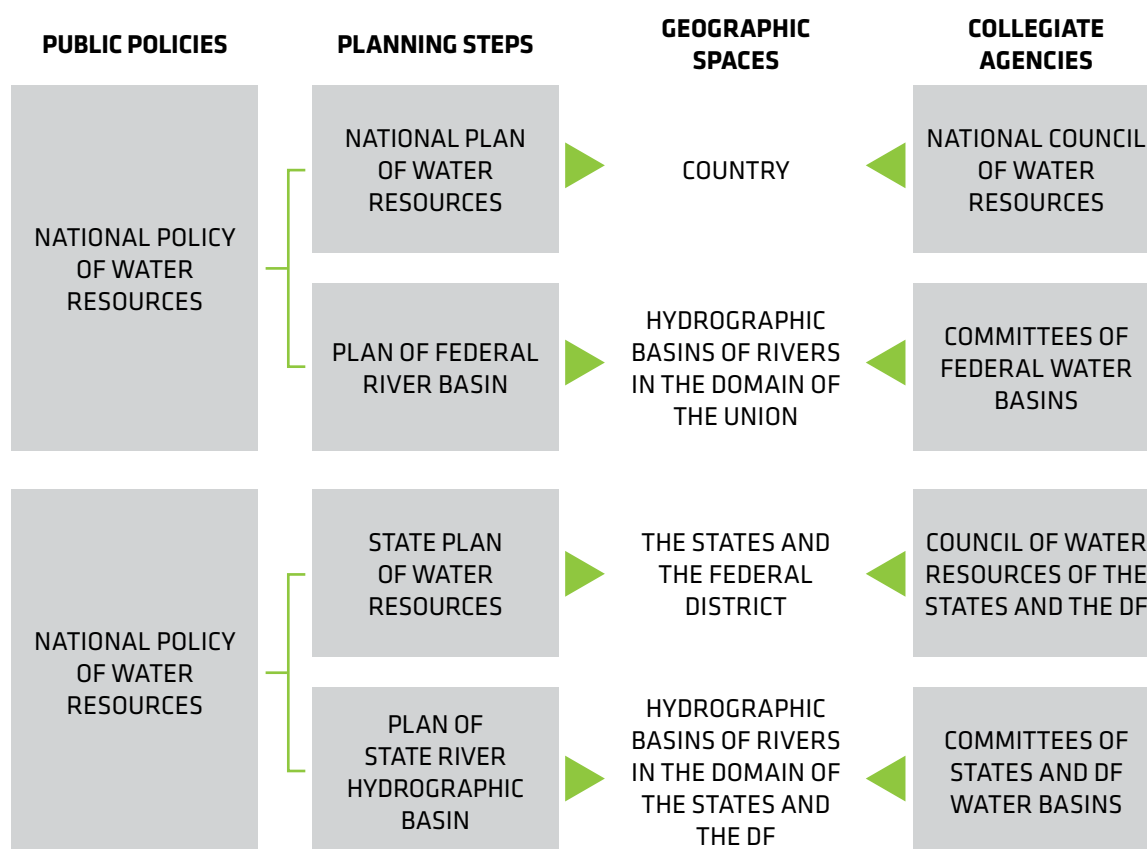 PUBLIC POLICIES
PLANNING STEPS
GEOGRAPHIC
SPACES
COLLEGIATE
AGENCIES
NATIONAL POLICY
OF WATER
RESOURCES
NATIONAL PLAN
OF WATER
RESOURCES
COUNTRY
NATIONAL COUNCIL
OF WATER
RESOURCES
PLAN OF FEDERAL
RIVER BASIN
HYDROGRAPHIC
BASINS OF RIVERS
IN THE DOMAIN OF
THE UNION
COMMITTEES OF
FEDERAL WATER
BASINS
NATIONAL POLICY
OF WATER
RESOURCES
STATE PLAN
OF WATER
RESOURCES
THE STATES AND
THE FEDERAL
DISTRICT
COUNCIL OF WATER
RESOURCES OF THE
STATES AND THE DF
PLAN OF
STATE RIVER
HYDROGRAPHIC
BASIN
HYDROGRAPHIC
BASINS OF RIVERS
IN THE DOMAIN OF
THE STATES AND
THE DF
COMMITTEES OF
STATES AND DF
WATER BASINS